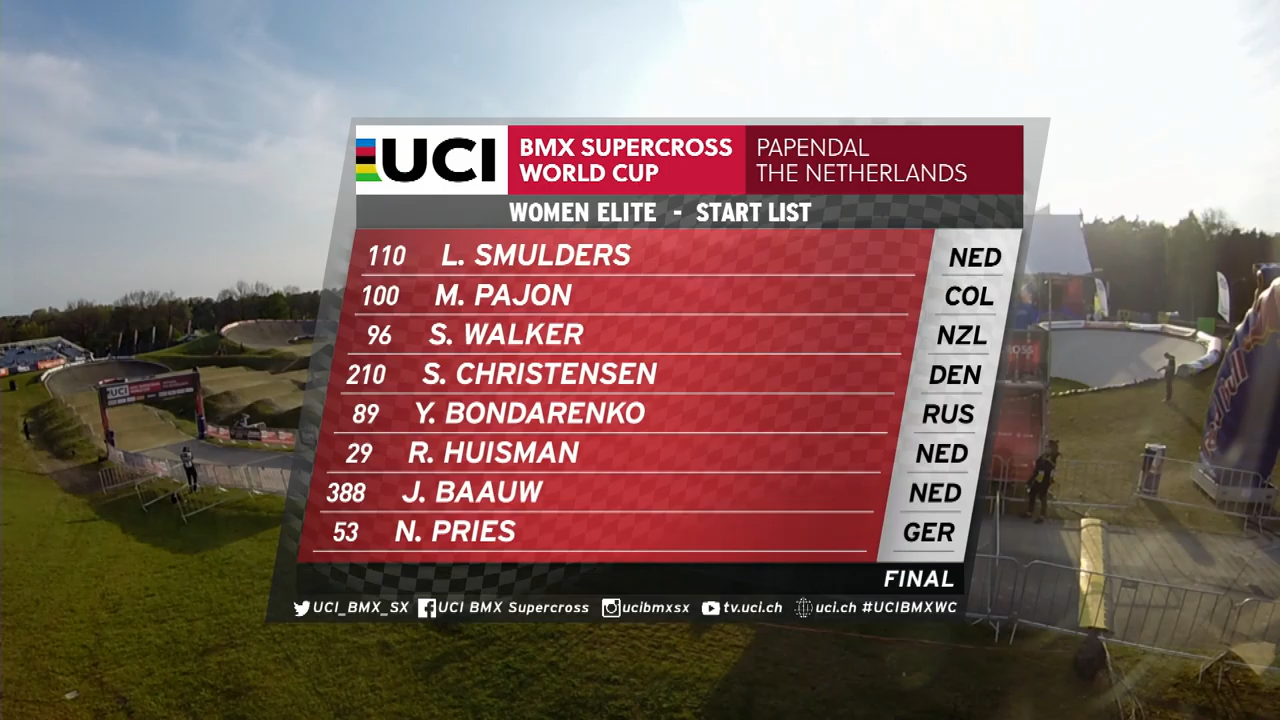 UCI BMX SUPERCROSS WORLD CUP PAPENDAL THE NETHERLANDS
WOMEN ELITE - START LIST
110 L. SMULDERS NED
100 M. PAJON COL
96 S. WALKER NZL
210 S. CHRISTENSEN DEN
89 Y. BONDARENKO RUS
29 R. HUISMAN NED
388 J. BAAUW NED
53 N. PRIES GER
FINAL
UCI_BMX_SX UCI BMX Supercross ucibmxsx tv.uci.ch uci.ch #UCIBMXWC
UCI